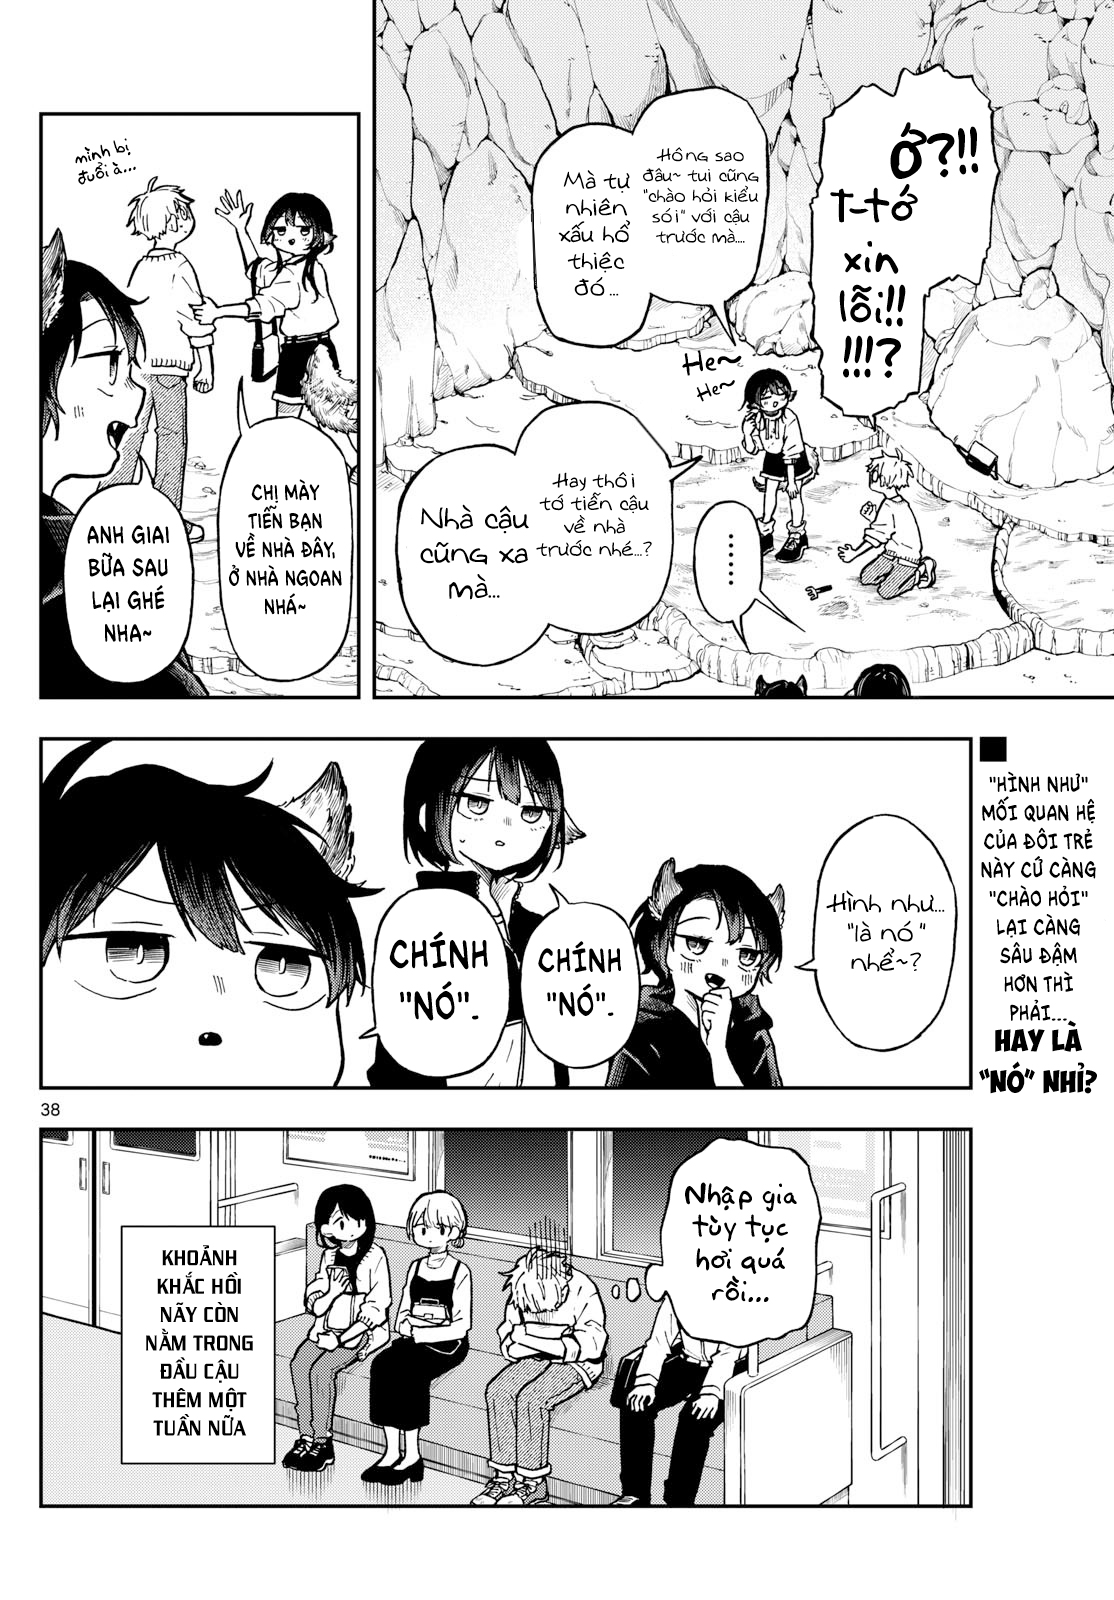 Ớ?!!
T-tớ
xin
lỗi!!
!!!?
Hông sao
đâu~ tui cũng
"chào hỏi kiểu
sói" với cậu
trước mà....
Mà tự
nhiên
xấu hổ
thiệc
đó ...
He~
He~
......
Hay thôi
tớ tiễn cậu
về nhà
trước nhé...?
Nhà cậu
cũng xa
mà...
mình bị
đuổi à...
CHỊ MÀY
TIỄN BẠN
VỀ NHÀ ĐÂY,
Ở NHÀ NGOAN
NHÁ~
ANH GIAI
BỮA SAU
LẠI GHÉ
NHA~
"HÌNH NHƯ"
MỐI QUAN HỆ
CỦA ĐÔI TRẺ
NÀY CỨ CÀNG
"CHÀO HỎI"
LẠI CÀNG
SÂU ĐẬM
HƠN THÌ
PHẢI...
HAY LÀ
"NÓ" NHỈ?
Hình như...
"là nó"
nhể~?
CHÍNH
"NÓ".
CHÍNH
"NÓ".
38
Nhập gia
tùy tục
hơi quá
rồi...
KHOẢNH
KHẮC HỒI
NÃY CÒN
NẰM TRONG
ĐẦU CẬU
THÊM MỘT
TUẦN NỮA